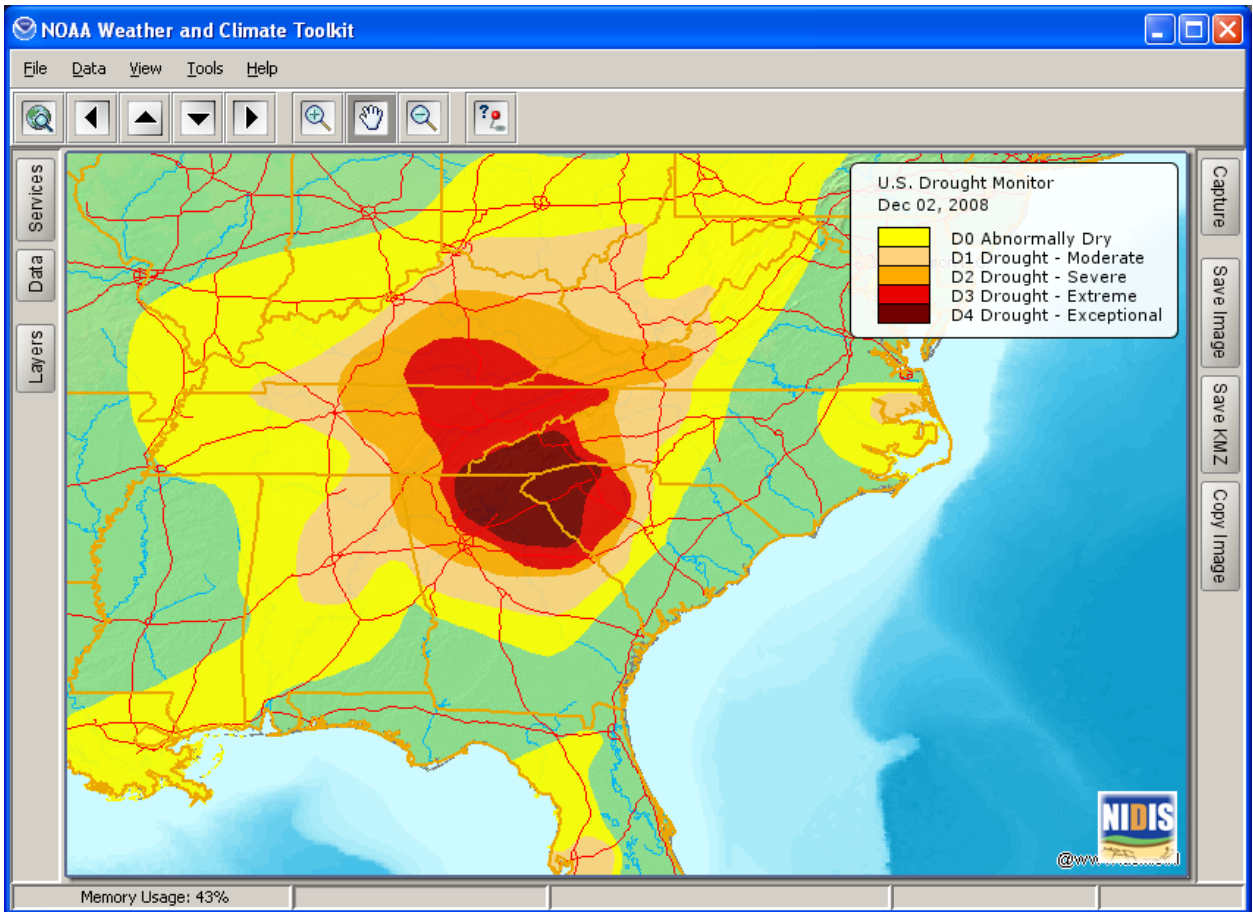 NOAA Weather and Climate Toolkit
File Data View Tools Help
Services
Data
Layers
U.S. Drought Monitor
Dec 02, 2008
D0 Abnormally Dry
D1 Drought - Moderate
D2 Drought - Severe
D3 Drought - Extreme
D4 Drought - Exceptional
Capture
Save Image
Save KMZ
Copy Image
NIDIS
Memory Usage: 43%